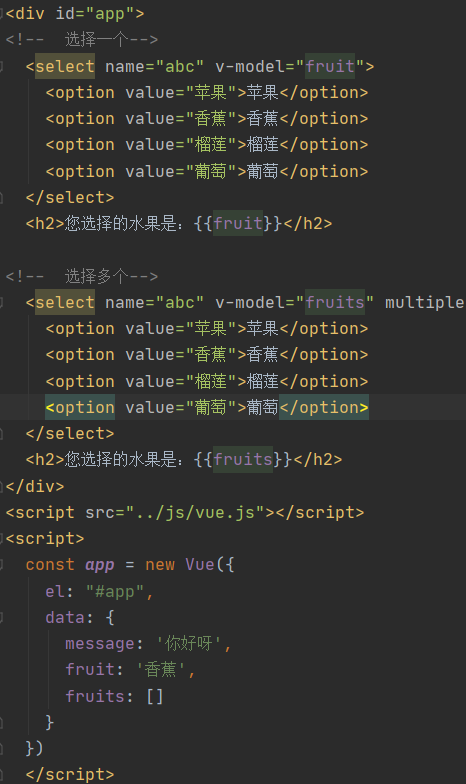 <div id="app">
<!--  选择一个-->
<select name="abc" v-model="fruit">
<option value="苹果">苹果</option>
<option value="香蕉">香蕉</option>
<option value="榴莲">榴莲</option>
<option value="葡萄">葡萄</option>
</select>
<h2>您选择的水果是：{{fruit}}</h2>
<!--  选择多个-->
<select name="abc" v-model="fruits" multiple
<option value="苹果">苹果</option>
<option value="香蕉">香蕉</option>
<option value="榴莲">榴莲</option>
<option value="葡萄">葡萄</option>
</select>
<h2>您选择的水果是：{{fruits}}</h2>
</div>
<script src="../js/vue.js"></script>
<script>
const app = new Vue({
el: "#app",
data: {
message: '你好呀',
fruit: '香蕉',
fruits: []
}
})
</script>